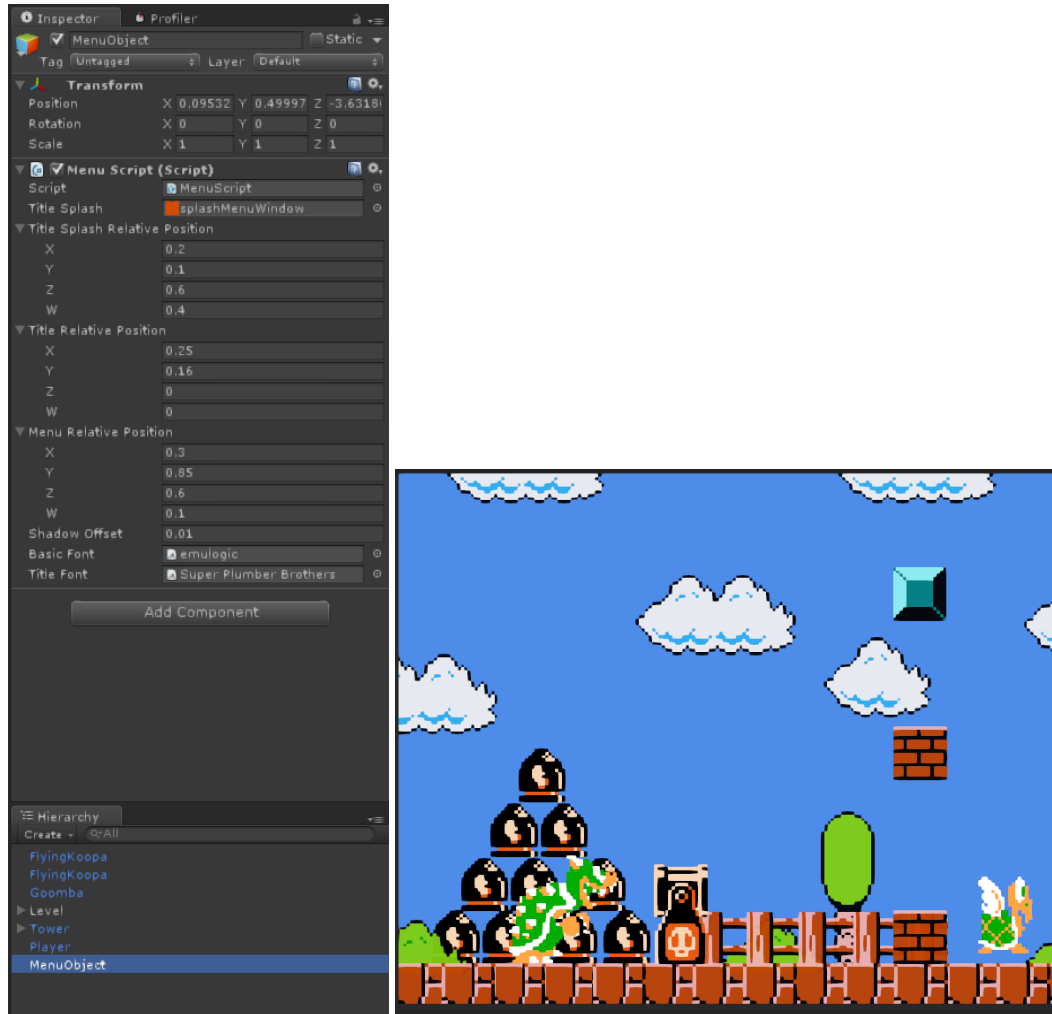 Inspector Profiler
MenuObject Static
Tag Untagged Layer Default
Transform
Position X 0.09532 Y 0.49997 Z -3.6318
Rotation X 0 Y 0 Z 0
Scale X 1 Y 1 Z 1
Menu Script (Script)
Script MenuScript
Title Splash splashMenuWindow
Title Splash Relative Position
X 0.2
Y 0.1
Z 0.6
W 0.4
Title Relative Position
X 0.25
Y 0.16
Z 0
W 0
Menu Relative Position
X 0.3
Y 0.85
Z 0.6
W 0.1
Shadow Offset 0.01
Basic Font emulogic
Title Font Super Plumber Brothers
Add Component
Hierarchy
Create All
FlyingKoopa
FlyingKoopa
Goomba
Level
Tower
Player
MenuObject